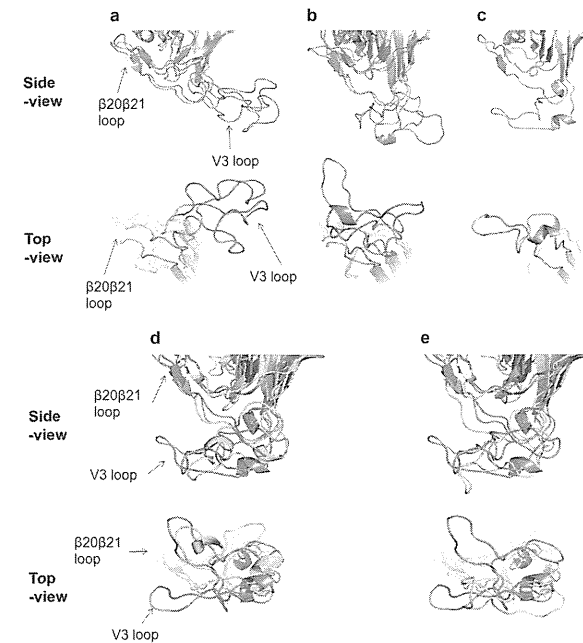 a
b
c
Side
-view
β20β21
loop
V3 loop
Top
-view
β20β21
loop
V3 loop
d
e
β20β21
loop
Side
-view
V3 loop
β20β21
loop
Top
-view
V3 loop